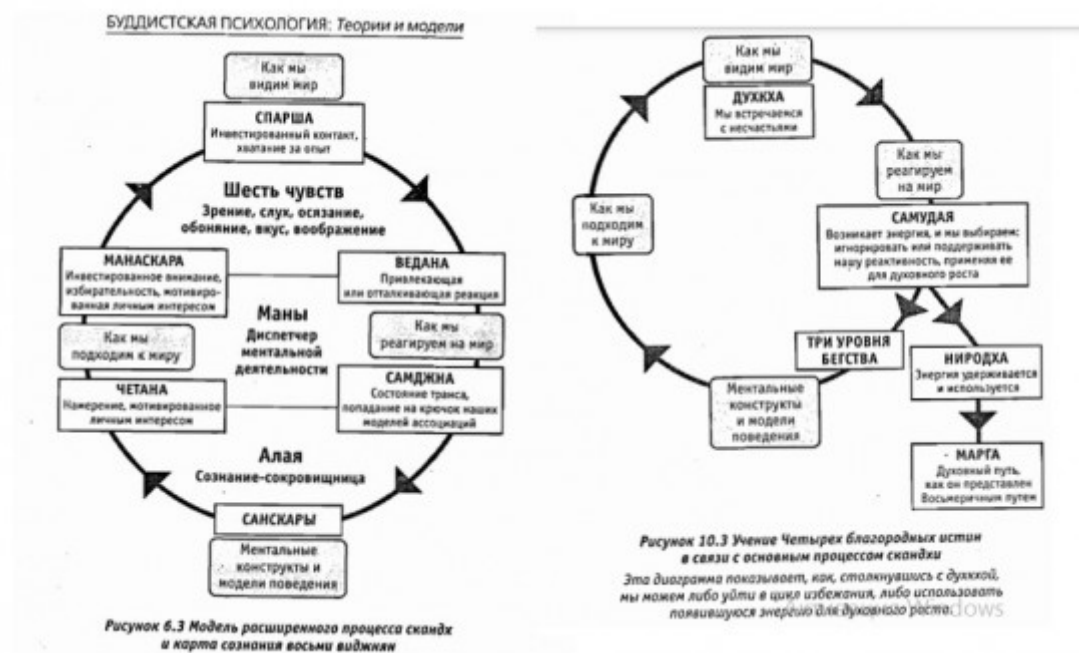 БУДДИСТСКАЯ ПСИХОЛОГИЯ: Теории и модели
Как мы
видим мир
СПАРША
Инвестированный контакт,
хватание за опыт
Шесть чувств
Зрение, слух, осязание,
обоняние, вкус, воображение
МАНАСКАРА
Инвестированное внимание,
избирательность, мотивиро-
ванная личным интересом
ВЕДАНА
Привлекающая
или отталкивающая реакция
Маны
Диспетчер
ментальной
деятельности
Как мы
подходим к миру
Как мы
реагируем на мир
ЧЕТАНА
Намерение, мотивированное
личным интересом
САМДЖНА
Состояние транса,
попадание на крючок наших
моделей ассоциаций
Алая
Сознание-сокровищница
САНСКАРЫ
Ментальные
конструкты и
модели поведения
Рисунок 6.3 Модель расширенного процесса скандх
и карта сознания восьми виджнян
Как мы
видим мир
ДУХКХА
Мы встречаемся
с несчастьями
Как мы
реагируем
на мир
Как мы
подходим
к миру
САМУДАЯ
Возникает энергия, и мы выбираем:
игнорировать или поддерживать
нашу реактивность, применяя ее
для духовного роста
ТРИ УРОВНЯ
БЕГСТВА
НИРОДХА
Энергия удерживается
и используется
Ментальные
конструкты
и модели
поведения
МАРГА
Духовный путь,
как он представлен
Восьмеричным путем
Рисунок 10.3 Учение Четырех благородных истин
в связи с основным процессом скандхи
Эта диаграмма показывает, как, столкнувшись с духкхой,
мы можем либо уйти в цикл избежания, либо использовать
появившуюся энергию для духовного роста.